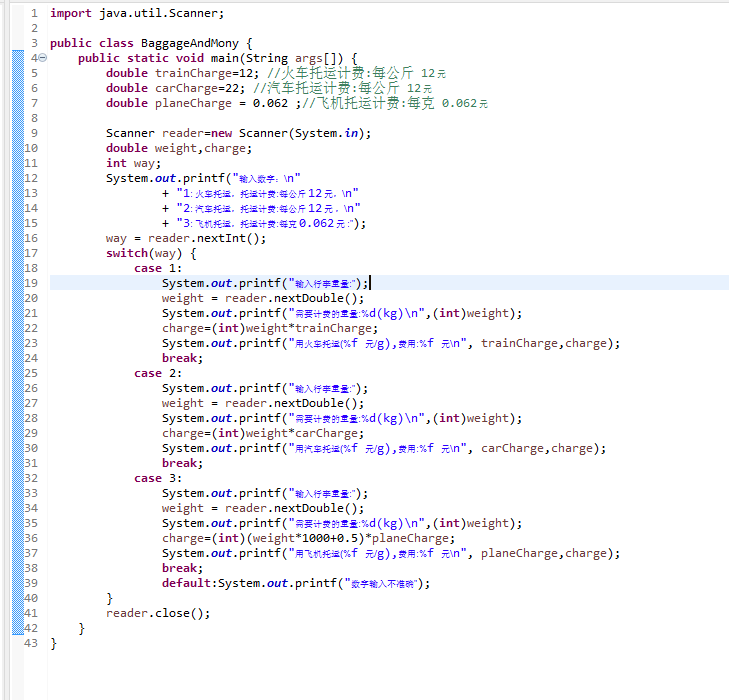 1 import java.util.Scanner;
2
3 public class BaggageAndMony {
4 public static void main(String args[]) {
5 double trainCharge=12; //火车托运计费:每公斤 12元
6 double carCharge=22; //汽车托运计费:每公斤 12元
7 double planeCharge = 0.062 ;//飞机托运计费:每克 0.062元
8
9 Scanner reader=new Scanner(System.in);
10 double weight,charge;
11 int way;
12 System.out.printf("输入数字：\n"
13 + "1:火车托运。托运计费:每公斤12元。\n"
14 + "2:汽车托运。托运计费:每公斤12元。\n"
15 + "3:飞机托运。托运计费:每克0.062元:");
16 way = reader.nextInt();
17 switch(way) {
18 case 1:
19 System.out.printf("输入行李重量:");
20 weight = reader.nextDouble();
21 System.out.printf("需要计费的重量:%d(kg)\n",(int)weight);
22 charge=(int)weight*trainCharge;
23 System.out.printf("用火车托运(%f 元/g),费用:%f 元\n", trainCharge,charge);
24 break;
25 case 2:
26 System.out.printf("输入行李重量:");
27 weight = reader.nextDouble();
28 System.out.printf("需要计费的重量:%d(kg)\n",(int)weight);
29 charge=(int)weight*carCharge;
30 System.out.printf("用汽车托运(%f 元/g),费用:%f 元\n", carCharge,charge);
31 break;
32 case 3:
33 System.out.printf("输入行李重量:");
34 weight = reader.nextDouble();
35 System.out.printf("需要计费的重量:%d(kg)\n",(int)weight);
36 charge=(int)(weight*1000+0.5)*planeCharge;
37 System.out.printf("用飞机托运(%f 元/g),费用:%f 元\n", planeCharge,charge);
38 break;
39 default:System.out.printf("数字输入不准确");
40 }
41 reader.close();
42 }
43 }